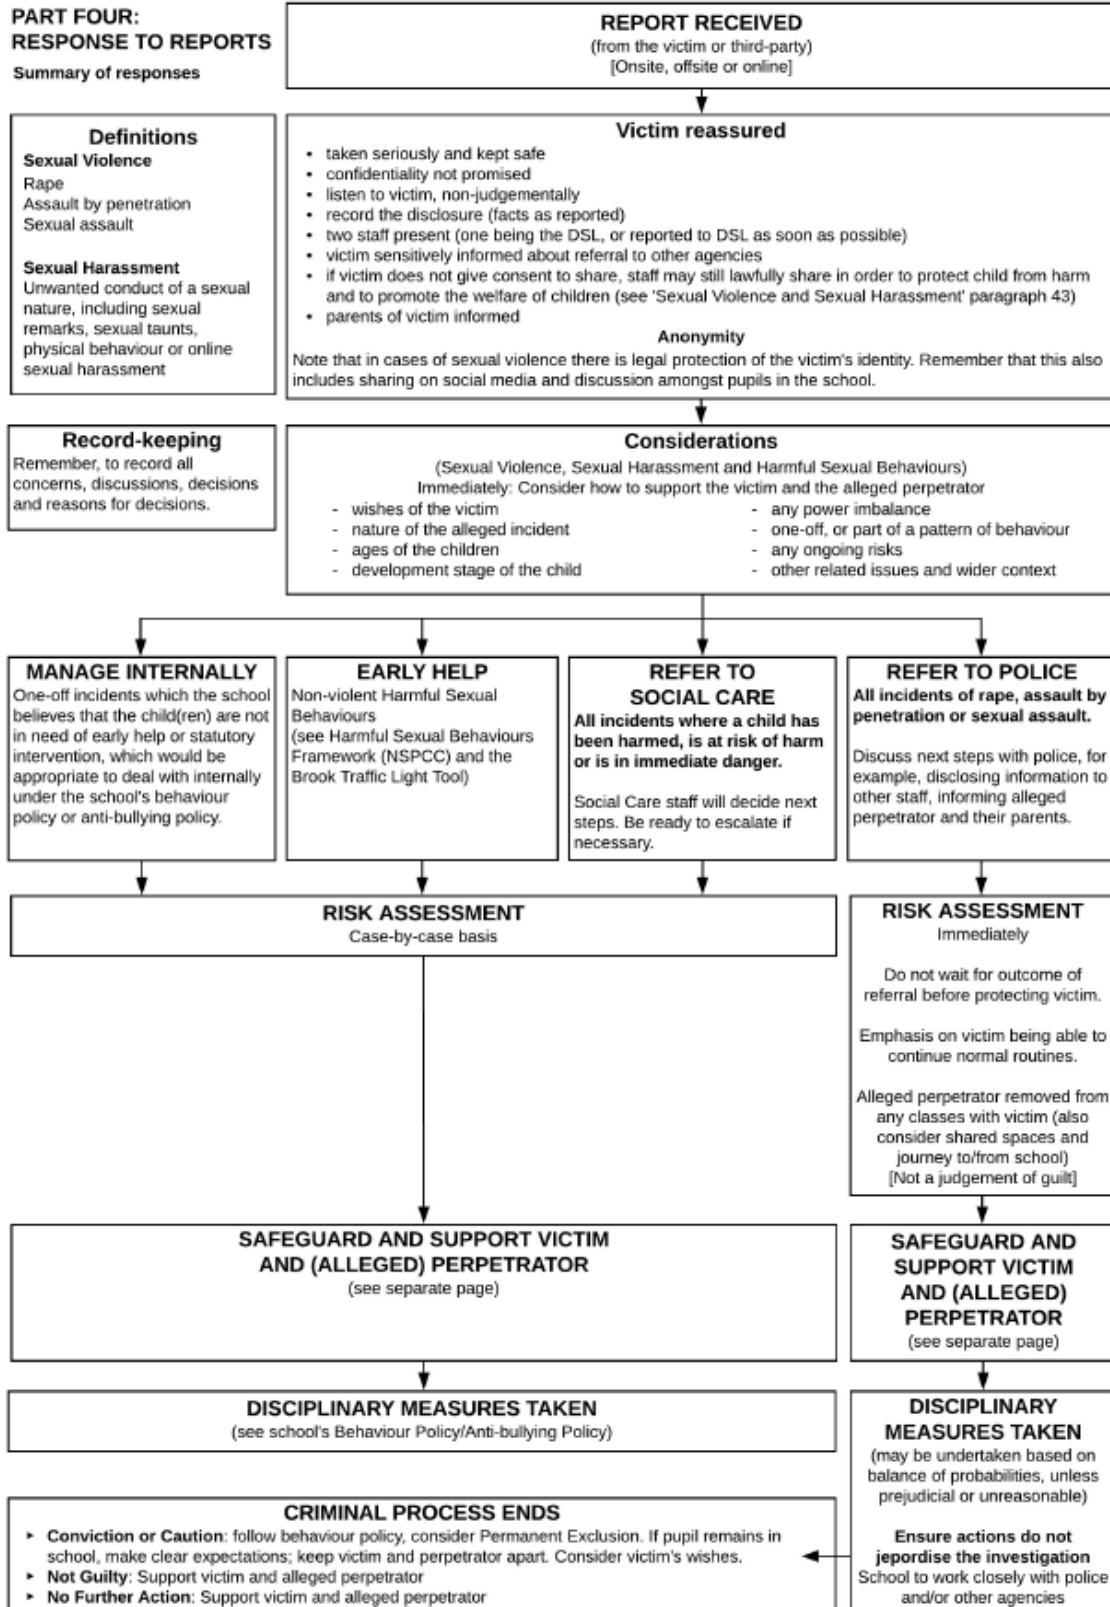 PART FOUR:
RESPONSE TO REPORTS
Summary of responses
REPORT RECEIVED
(from the victim or third-party)
[Onsite, offsite or online]
Definitions
Sexual Violence
Rape
Assault by penetration
Sexual assault
Sexual Harassment
Unwanted conduct of a sexual
nature, including sexual
remarks, sexual taunts,
physical behaviour or online
sexual harassment
Victim reassured
• taken seriously and kept safe
• confidentiality not promised
• listen to victim, non-judgementally
• record the disclosure (facts as reported)
• two staff present (one being the DSL, or reported to DSL as soon as possible)
• victim sensitively informed about referral to other agencies
• if victim does not give consent to share, staff may still lawfully share in order to protect child from harm
and to promote the welfare of children (see 'Sexual Violence and Sexual Harassment' paragraph 43)
• parents of victim informed
Anonymity
Note that in cases of sexual violence there is legal protection of the victim's identity. Remember that this also
includes sharing on social media and discussion amongst pupils in the school.
Record-keeping
Remember, to record all
concerns, discussions, decisions
and reasons for decisions.
Considerations
(Sexual Violence, Sexual Harassment and Harmful Sexual Behaviours)
Immediately: Consider how to support the victim and the alleged perpetrator
- wishes of the victim
- nature of the alleged incident
- ages of the children
- development stage of the child
- any power imbalance
- one-off, or part of a pattern of behaviour
- any ongoing risks
- other related issues and wider context
MANAGE INTERNALLY
One-off incidents which the school
believes that the child(ren) are not
in need of early help or statutory
intervention, which would be
appropriate to deal with internally
under the school's behaviour
policy or anti-bullying policy.
EARLY HELP
Non-violent Harmful Sexual
Behaviours
(see Harmful Sexual Behaviours
Framework (NSPCC) and the
Brook Traffic Light Tool)
REFER TO
SOCIAL CARE
All incidents where a child has
been harmed, is at risk of harm
or is in immediate danger.
Social Care staff will decide next
steps. Be ready to escalate if
necessary.
REFER TO POLICE
All incidents of rape, assault by
penetration or sexual assault.
Discuss next steps with police, for
example, disclosing information to
other staff, informing alleged
perpetrator and their parents.
RISK ASSESSMENT
Case-by-case basis
RISK ASSESSMENT
Immediately
Do not wait for outcome of
referral before protecting victim.
Emphasis on victim being able to
continue normal routines.
Alleged perpetrator removed from
any classes with victim (also
consider shared spaces and
journey to/from school)
[Not a judgement of guilt]
SAFEGUARD AND SUPPORT VICTIM
AND (ALLEGED) PERPETRATOR
(see separate page)
SAFEGUARD AND
SUPPORT VICTIM
AND (ALLEGED)
PERPETRATOR
(see separate page)
DISCIPLINARY MEASURES TAKEN
(see school's Behaviour Policy/Anti-bullying Policy)
DISCIPLINARY
MEASURES TAKEN
(may be undertaken based on
balance of probabilities, unless
prejudicial or unreasonable)
Ensure actions do not
jepordise the investigation
School to work closely with police
and/or other agencies
CRIMINAL PROCESS ENDS
‣ Conviction or Caution: follow behaviour policy, consider Permanent Exclusion. If pupil remains in
school, make clear expectations; keep victim and perpetrator apart. Consider victim's wishes.
‣ Not Guilty: Support victim and alleged perpetrator
‣ No Further Action: Support victim and alleged perpetrator